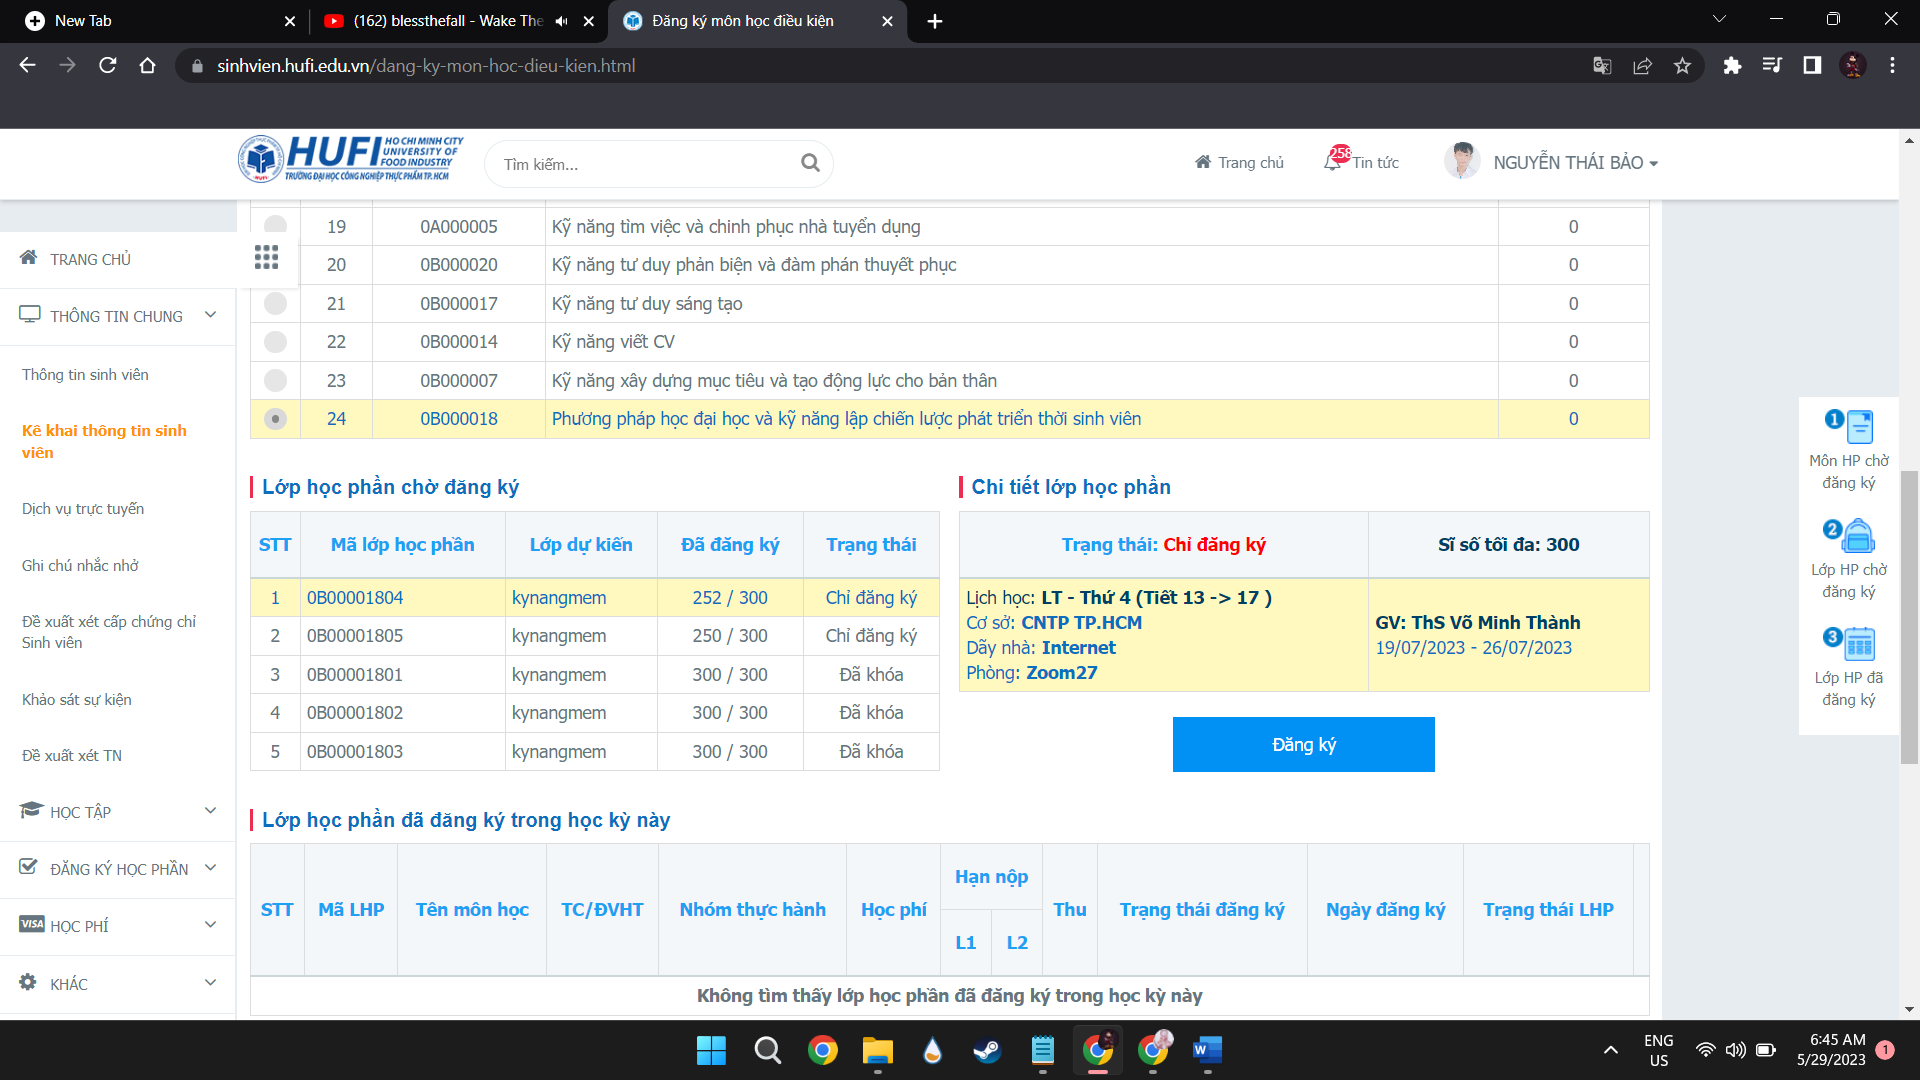 New Tab
(162) blessthefall - Wake The
Đăng ký môn học điều kiện
sinhvien.hufi.edu.vn/dang-ky-mon-hoc-dieu-kien.html
HUFI HO CHI MINH CITY
UNIVERSITY OF
FOOD INDUSTRY
TRƯỜNG ĐẠI HỌC CÔNG NGHIỆP THỰC PHẨM TP. HCM
Tìm kiếm...
Trang chủ
258
Tin tức
NGUYỄN THÁI BẢO
TRANG CHỦ
THÔNG TIN CHUNG
Thông tin sinh viên
Kê khai thông tin sinh
viên
Dịch vụ trực tuyến
Ghi chú nhắc nhở
Đề xuất xét cấp chứng chỉ
Sinh viên
Khảo sát sự kiện
Đề xuất xét TN
HỌC TẬP
ĐĂNG KÝ HỌC PHẦN
VISA HỌC PHÍ
KHÁC
19 0A000005 Kỹ năng tìm việc và chinh phục nhà tuyển dụng 0
20 0B000020 Kỹ năng tư duy phản biện và đàm phán thuyết phục 0
21 0B000017 Kỹ năng tư duy sáng tạo 0
22 0B000014 Kỹ năng viết CV 0
23 0B000007 Kỹ năng xây dựng mục tiêu và tạo động lực cho bản thân 0
24 0B000018 Phương pháp học đại học và kỹ năng lập chiến lược phát triển thời sinh viên 0
Lớp học phần chờ đăng ký
STT Mã lớp học phần Lớp dự kiến Đã đăng ký Trạng thái
1 0B00001804 kynangmem 252 / 300 Chỉ đăng ký
2 0B00001805 kynangmem 250 / 300 Chỉ đăng ký
3 0B00001801 kynangmem 300 / 300 Đã khóa
4 0B00001802 kynangmem 300 / 300 Đã khóa
5 0B00001803 kynangmem 300 / 300 Đã khóa
Chi tiết lớp học phần
Trạng thái: Chỉ đăng ký Sĩ số tối đa: 300
Lịch học: LT - Thứ 4 (Tiết 13 -> 17 )
Cơ sở: CNTP TP.HCM
Dãy nhà: Internet
Phòng: Zoom27
GV: ThS Võ Minh Thành
19/07/2023 - 26/07/2023
Đăng ký
Lớp học phần đã đăng ký trong học kỳ này
STT Mã LHP Tên môn học TC/ĐVHT Nhóm thực hành Học phí Hạn nộp Thu Trạng thái đăng ký Ngày đăng ký Trạng thái LHP
L1 L2
Không tìm thấy lớp học phần đã đăng ký trong học kỳ này
1
Môn HP chờ
đăng ký
2
Lớp HP chờ
đăng ký
3
Lớp HP đã
đăng ký
ENG
US
6:45 AM
5/29/2023
1